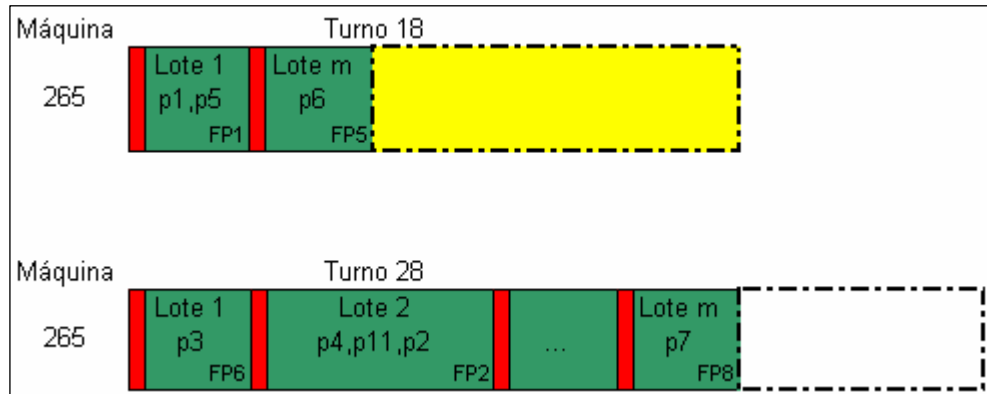 Máquina Turno 18
265
Lote 1 Lote m
p1,p5 p6
FP1 FP5
Máquina Turno 28
265
Lote 1 Lote 2 Lote m
p3 p4,p11,p2 ... p7
FP6 FP2 FP8